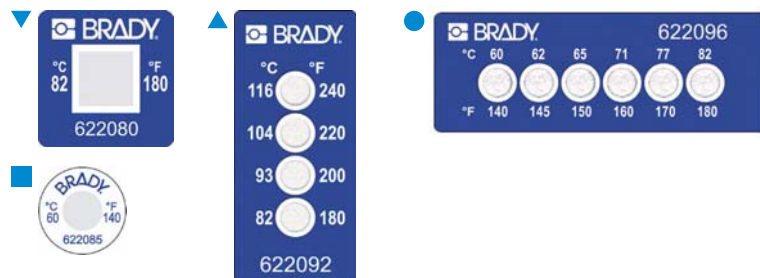 BRADY.
°C °F
82 180
622080
BRADY.
°C °F
60 140
622085
BRADY.
°C °F
116 240
104 220
93 200
82 180
622092
BRADY. 622096
°C 60 62 65 71 77 82
°F 140 145 150 160 170 180